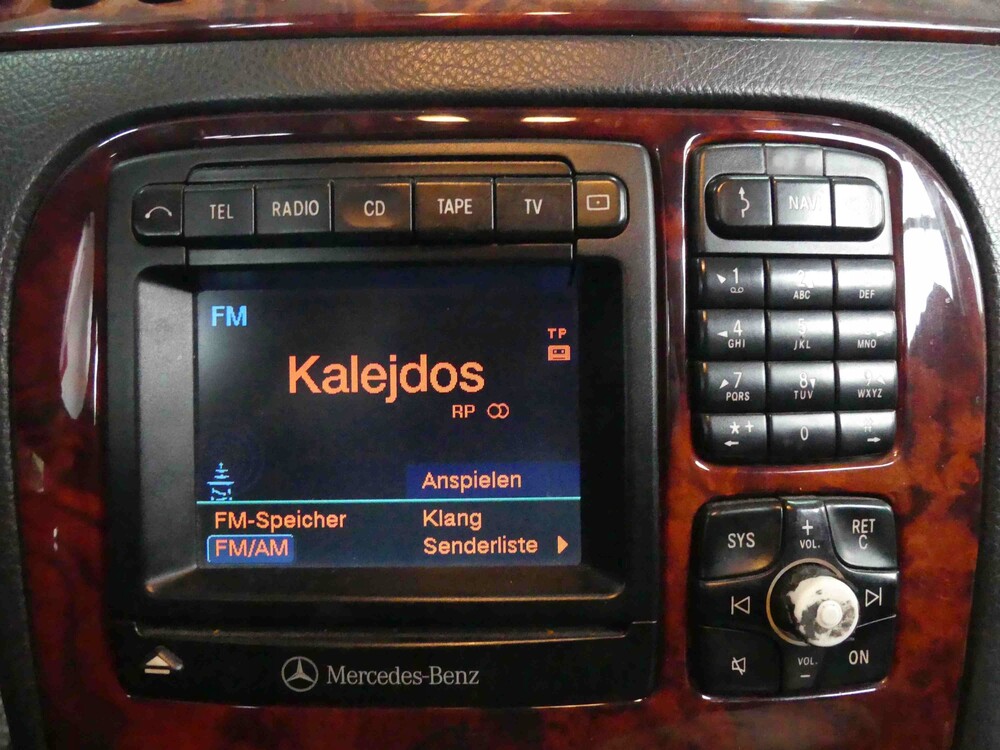 TEL RADIO CD TAPE TV
FM
TP
Kalejdos
RP
Anspielen
FM-Speicher Klang
FM/AM Senderliste
Mercedes-Benz
NAV
1 2 ABC DEF
4 GHI 5 JKL MNO
7 PQRS 8 TUV 9 WXYZ
*+ 0 #
SYS + VOL. RET C
VOL. − ON